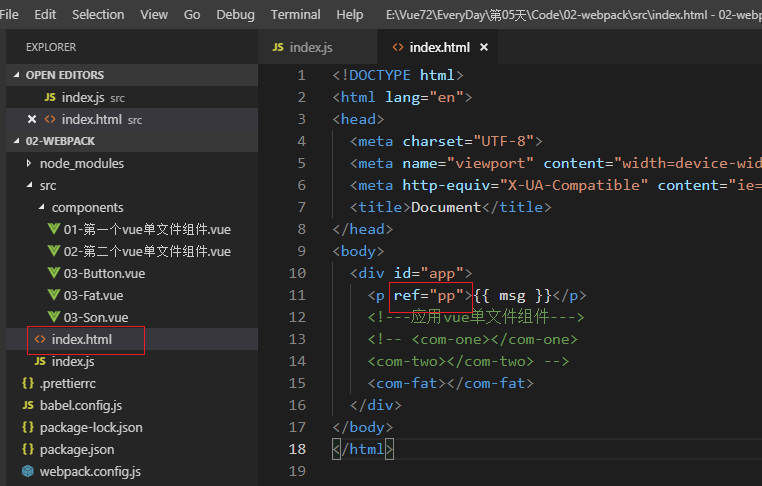 File Edit Selection View Go Debug Terminal Help E:\Vue72\EveryDay\第05天\Code\02-webpack\src\index.html - 02-web
EXPLORER
OPEN EDITORS
JS index.js src
<> index.html src
02-WEBPACK
node_modules
src
components
01-第一个vue单文件组件.vue
02-第二个vue单文件组件.vue
03-Button.vue
03-Fat.vue
03-Son.vue
<> index.html
JS index.js
{} .prettierrc
JS babel.config.js
{} package-lock.json
{} package.json
webpack.config.js
JS index.js <> index.html ×
1 <!DOCTYPE html>
2 <html lang="en">
3 <head>
4 <meta charset="UTF-8">
5 <meta name="viewport" content="width=device-wid
6 <meta http-equiv="X-UA-Compatible" content="ie=
7 <title>Document</title>
8 </head>
9 <body>
10 <div id="app">
11 <p ref="pp">{{ msg }}</p>
12 <!---应用vue单文件组件--->
13 <!-- <com-one></com-one>
14 <com-two></com-two> -->
15 <com-fat></com-fat>
16 </div>
17 </body>
18 </html>
19